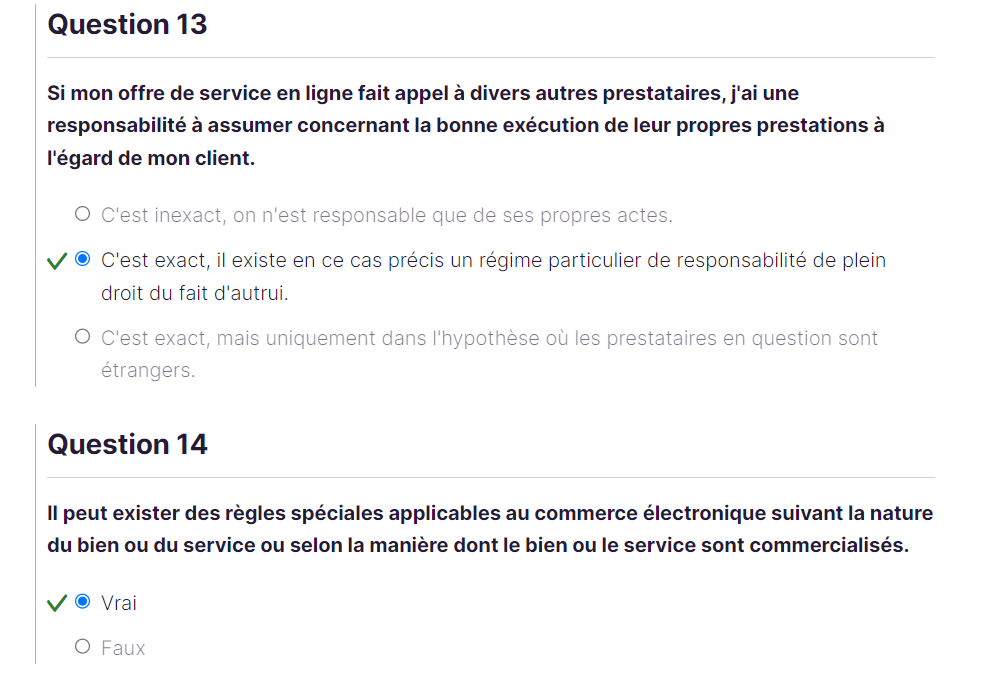 Question 13
Si mon offre de service en ligne fait appel à divers autres prestataires, j'ai une
responsabilité à assumer concernant la bonne exécution de leur propres prestations à
l'égard de mon client.
C'est inexact, on n'est responsable que de ses propres actes.
C'est exact, il existe en ce cas précis un régime particulier de responsabilité de plein
droit du fait d'autrui.
C'est exact, mais uniquement dans l'hypothèse où les prestataires en question sont
étrangers.
Question 14
Il peut exister des règles spéciales applicables au commerce électronique suivant la nature
du bien ou du service ou selon la manière dont le bien ou le service sont commercialisés.
Vrai
Faux